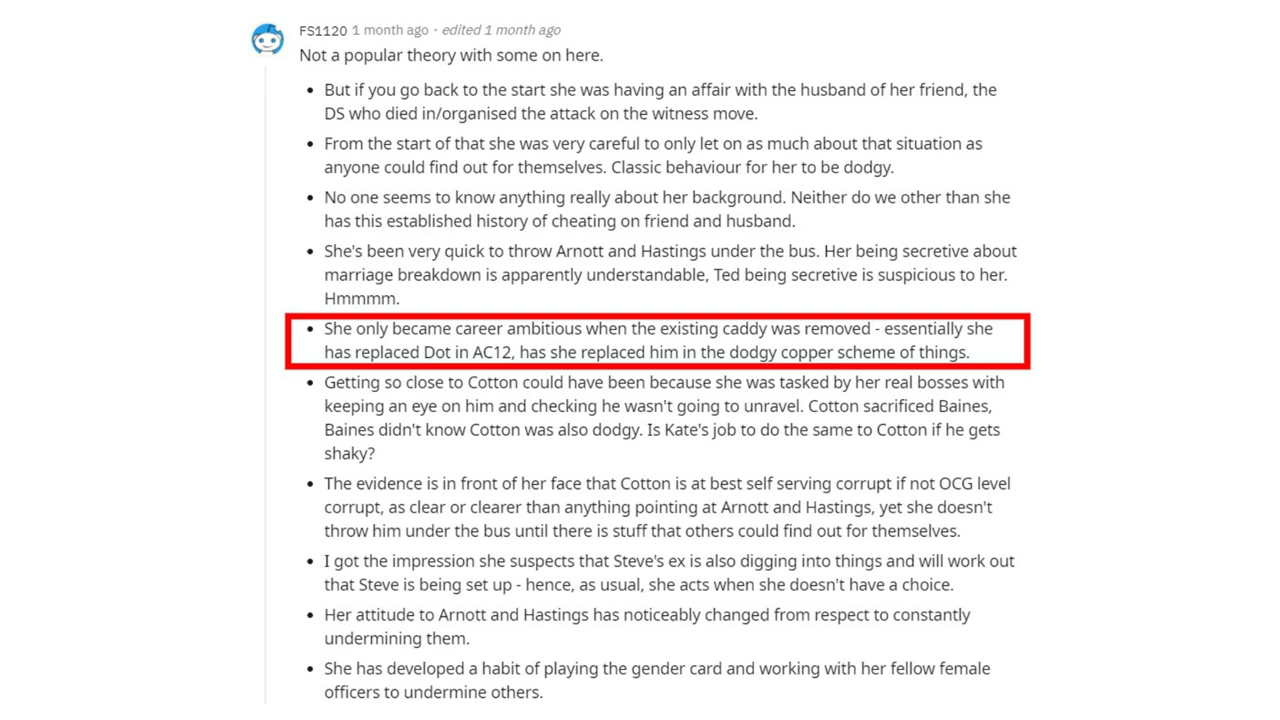 FS1120 1 month ago · edited 1 month ago
Not a popular theory with some on here.
• But if you go back to the start she was having an affair with the husband of her friend, the
DS who died in/organised the attack on the witness move.
• From the start of that she was very careful to only let on as much about that situation as
anyone could find out for themselves. Classic behaviour for her to be dodgy.
• No one seems to know anything really about her background. Neither do we other than she
has this established history of cheating on friend and husband.
• She's been very quick to throw Arnott and Hastings under the bus. Her being secretive about
marriage breakdown is apparently understandable, Ted being secretive is suspicious to her.
Hmmmm.
• She only became career ambitious when the existing caddy was removed - essentially she
has replaced Dot in AC12, has she replaced him in the dodgy copper scheme of things.
• Getting so close to Cotton could have been because she was tasked by her real bosses with
keeping an eye on him and checking he wasn't going to unravel. Cotton sacrificed Baines,
Baines didn't know Cotton was also dodgy. Is Kate's job to do the same to Cotton if he gets
shaky?
• The evidence is in front of her face that Cotton is at best self serving corrupt if not OCG level
corrupt, as clear or clearer than anything pointing at Arnott and Hastings, yet she doesn't
throw him under the bus until there is stuff that others could find out for themselves.
• I got the impression she suspects that Steve's ex is also digging into things and will work out
that Steve is being set up - hence, as usual, she acts when she doesn't have a choice.
• Her attitude to Arnott and Hastings has noticeably changed from respect to constantly
undermining them.
• She has developed a habit of playing the gender card and working with her fellow female
officers to undermine others.